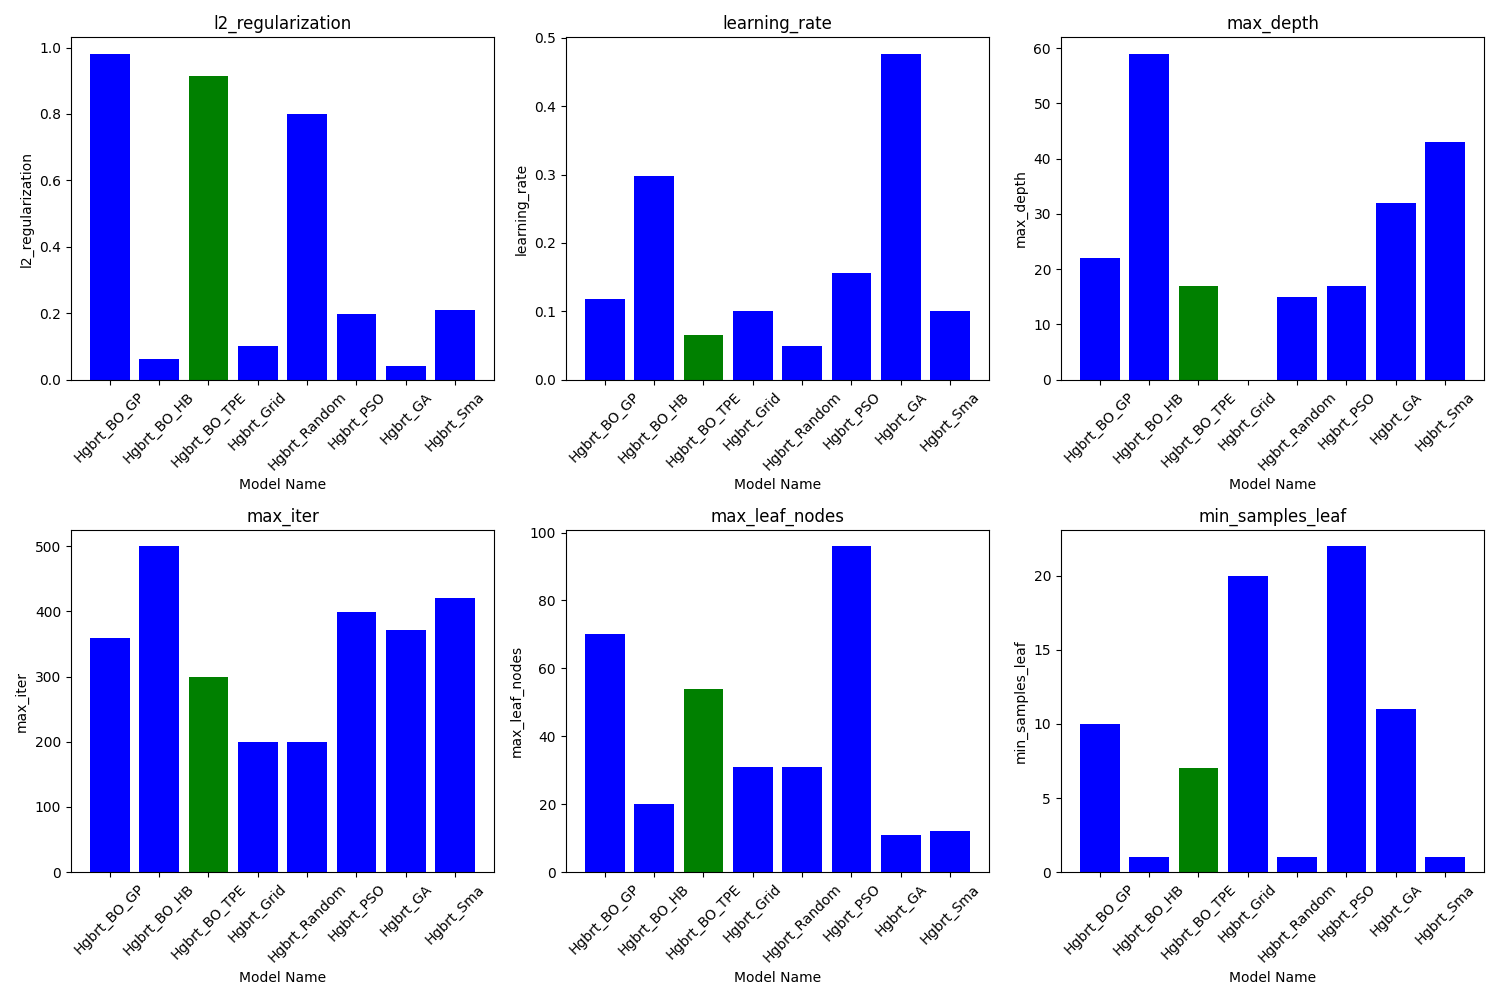 l2_regularization
l2_regularization
1.0
0.8
0.6
0.4
0.2
0.0
Hgbrt_BO_GP
Hgbrt_BO_HB
Hgbrt_BO_TPE
Hgbrt_Grid
Hgbrt_Random
Hgbrt_PSO
Hgbrt_GA
Hgbrt_Sma
Model Name
learning_rate
learning_rate
0.5
0.4
0.3
0.2
0.1
0.0
Hgbrt_BO_GP
Hgbrt_BO_HB
Hgbrt_BO_TPE
Hgbrt_Grid
Hgbrt_Random
Hgbrt_PSO
Hgbrt_GA
Hgbrt_Sma
Model Name
max_depth
max_depth
60
50
40
30
20
10
0
Hgbrt_BO_GP
Hgbrt_BO_HB
Hgbrt_BO_TPE
Hgbrt_Grid
Hgbrt_Random
Hgbrt_PSO
Hgbrt_GA
Hgbrt_Sma
Model Name
max_iter
max_iter
500
400
300
200
100
0
Hgbrt_BO_GP
Hgbrt_BO_HB
Hgbrt_BO_TPE
Hgbrt_Grid
Hgbrt_Random
Hgbrt_PSO
Hgbrt_GA
Hgbrt_Sma
Model Name
max_leaf_nodes
max_leaf_nodes
100
80
60
40
20
0
Hgbrt_BO_GP
Hgbrt_BO_HB
Hgbrt_BO_TPE
Hgbrt_Grid
Hgbrt_Random
Hgbrt_PSO
Hgbrt_GA
Hgbrt_Sma
Model Name
min_samples_leaf
min_samples_leaf
20
15
10
5
0
Hgbrt_BO_GP
Hgbrt_BO_HB
Hgbrt_BO_TPE
Hgbrt_Grid
Hgbrt_Random
Hgbrt_PSO
Hgbrt_GA
Hgbrt_Sma
Model Name